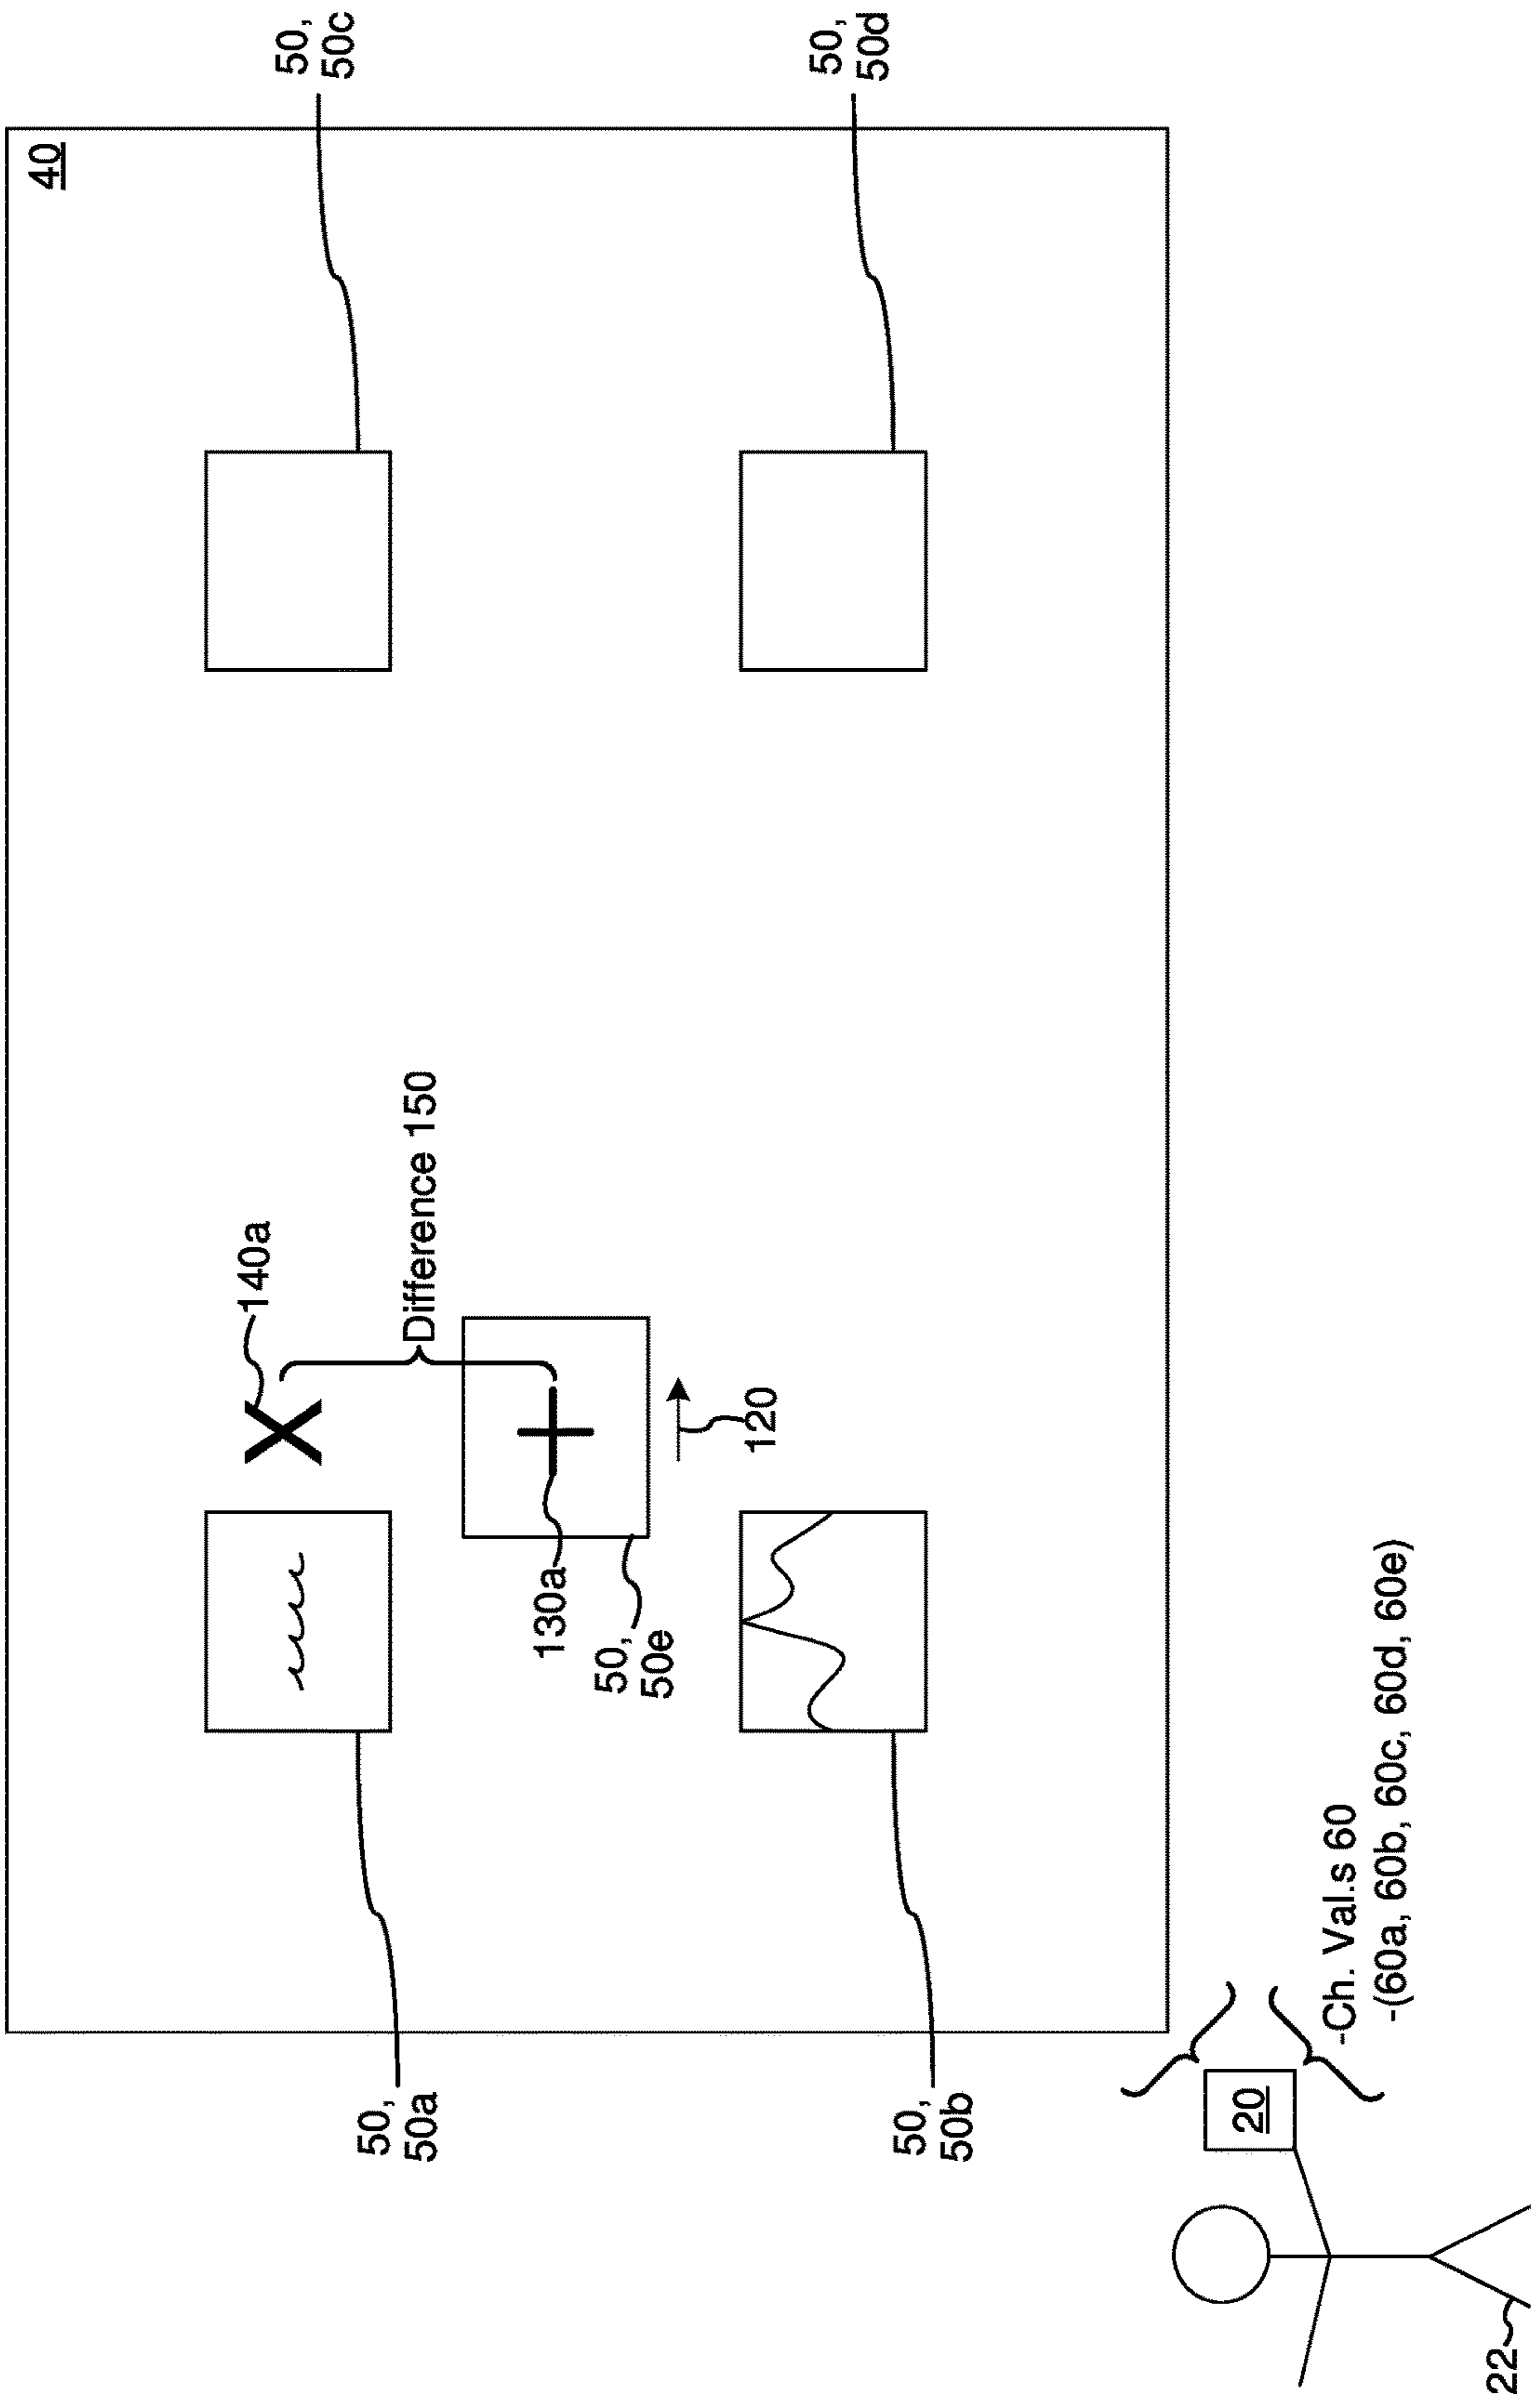 40
50,
50c
50,
50d
140a
Difference 150
130a
120
50,
50e
50,
50a
50,
50b
20
22
-Ch. Val.s 60
-(60a, 60b, 60c, 60d, 60e)